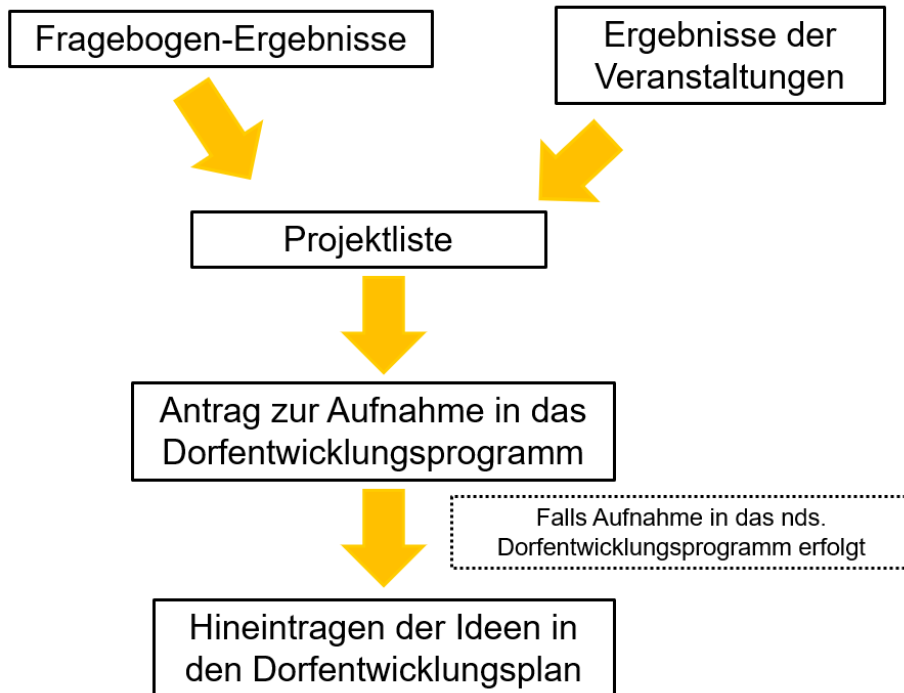 Fragebogen-Ergebnisse
Ergebnisse der
Veranstaltungen
Projektliste
Antrag zur Aufnahme in das
Dorfentwicklungsprogramm
Falls Aufnahme in das nds.
Dorfentwicklungsprogramm erfolgt
Hineintragen der Ideen in
den Dorfentwicklungsplan